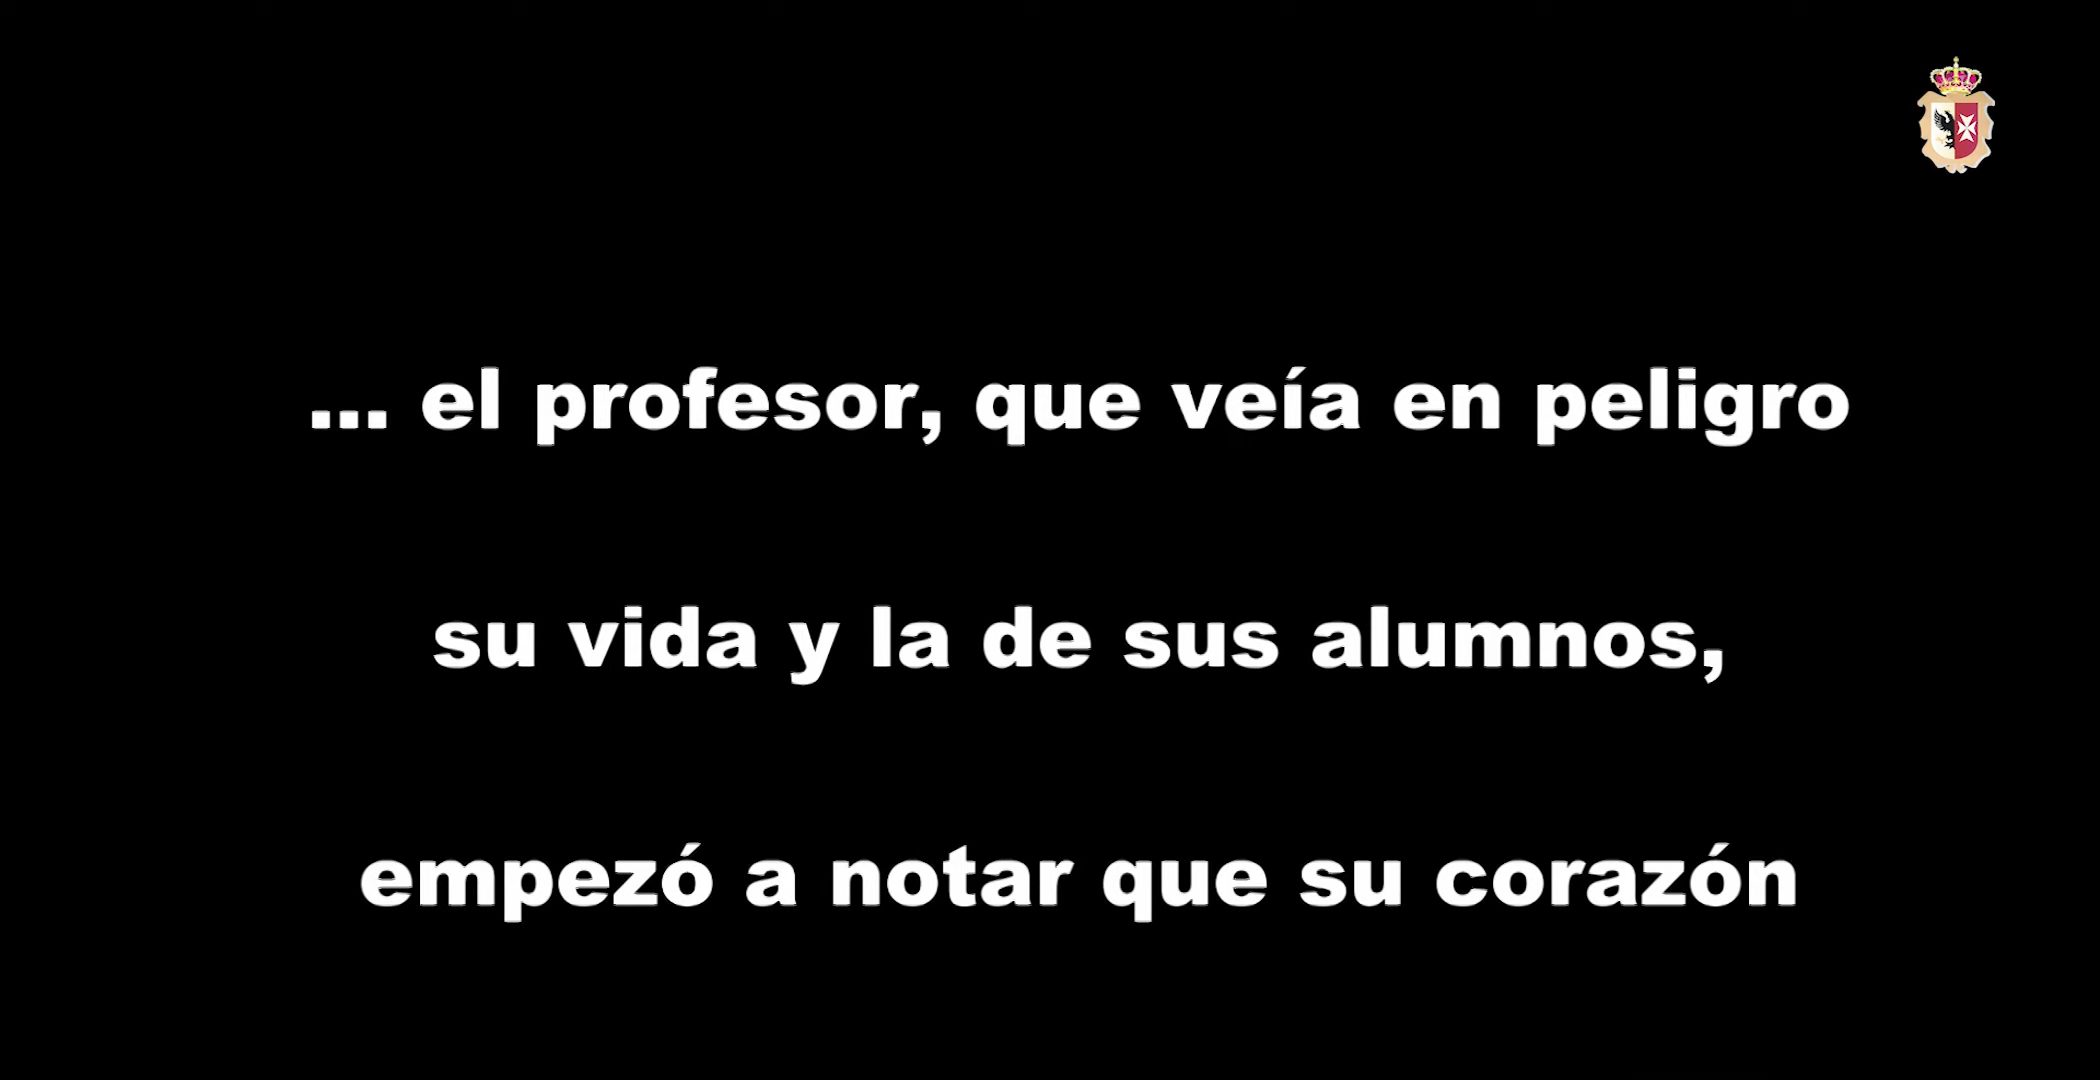 ... el profesor, que veía en peligro
su vida y la de sus alumnos,
empezó a notar que su corazón